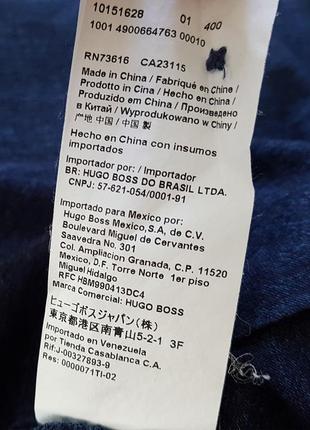 10151628 01 400
1001 4900664763 00010
RN73616 CA23115
Made in China / Fabriqué en Chine /
Prodotto in Cina / Hecho en China /
Produzido em China / Произведено
в Китай / Wyprodukowano w Chiny /
产地 中国 / 中国 製
Hecho en China con insumos
importados
Importador por: / Importador
BR: HUGO BOSS DO BRASIL LTDA.
CNPJ: 57-621-054/0001-91
Importado para Mexico por:
Hugo Boss Mexico,S.A, de C.V.
Boulevard Miguel de Cervantes
Saavedra No. 301
Col. Ampliacion Granada, C.P. 11520
Mexico, D.F. Torre Norte 1er piso
Miguel Hidalgo
RFC HBM990413DC4
Marca Comercial: HUGO BOSS
ヒューゴボスジャパン(株)
東京都港区南青山5-2-1 3F
Importado en Venezuela
por Tienda Casablanca C.A.
Rif:J-00327893-9
Res: 0000071TI-02